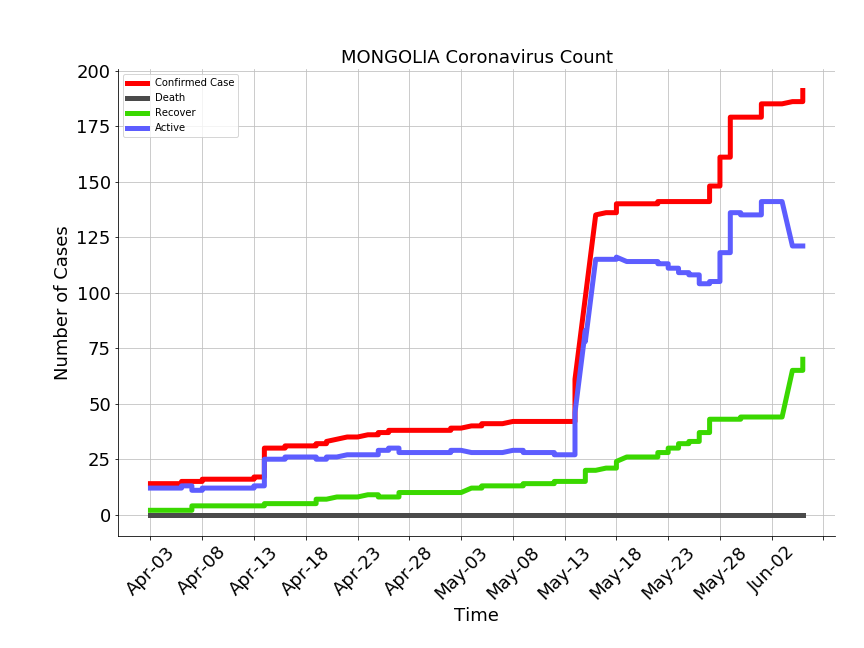 MONGOLIA Coronavirus Count
Confirmed Case
Death
Recover
Active
200
175
150
125
100
75
50
25
0
Number of Cases
Apr-03
Apr-08
Apr-13
Apr-18
Apr-23
Apr-28
May-03
May-08
May-13
May-18
May-23
May-28
Jun-02
Time